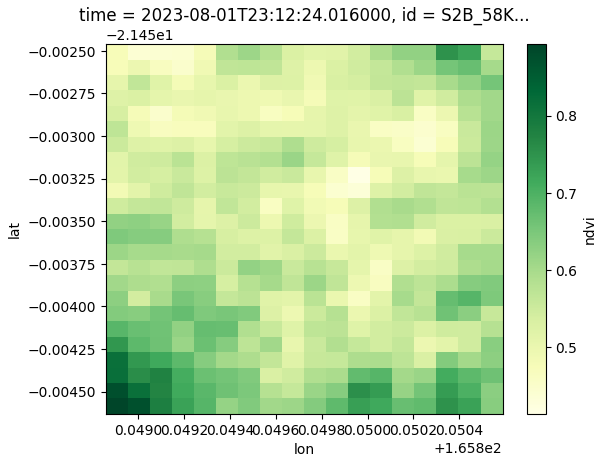 time = 2023-08-01T23:12:24.016000, id = S2B_58K...
−2.145e1
−0.00250
−0.00275
−0.00300
−0.00325
−0.00350
−0.00375
−0.00400
−0.00425
−0.00450
lat
0.0490 0.0492 0.0494 0.0496 0.0498 0.0500 0.0502 0.0504
lon
+1.658e2
0.8
0.7
0.6
0.5
ndvi